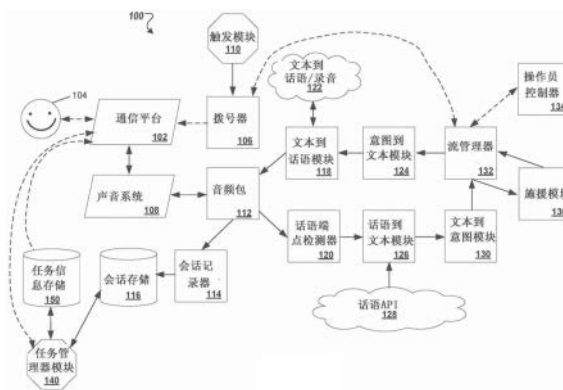 100
触发模块
110
104
通信平台
102
拨号器
106
文本到
话语/录音
122
操作员
控制器
134
声音系统
108
音频包
112
文本到
话语模块
118
意图到
文本模块
124
流管理器
132
施援模块
任务信
息存储
150
会话存储
116
会话记
录器
114
话语端
点检测器
120
话语到
文本模块
126
文本到
意图模块
130
话语API
128
任务管
理器模块
140